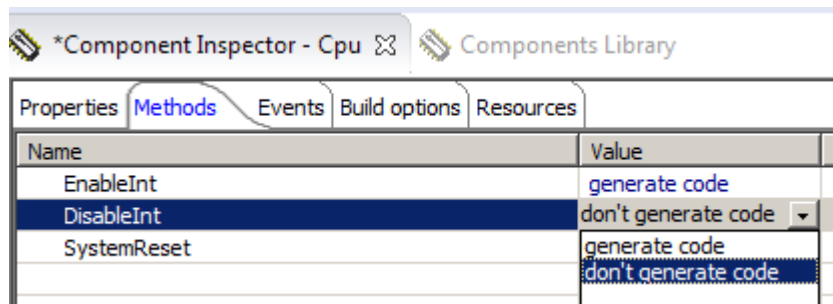 *Component Inspector - Cpu Components Library
Properties Methods Events Build options Resources
Name Value
EnableInt generate code
DisableInt don't generate code
SystemReset generate code
don't generate code